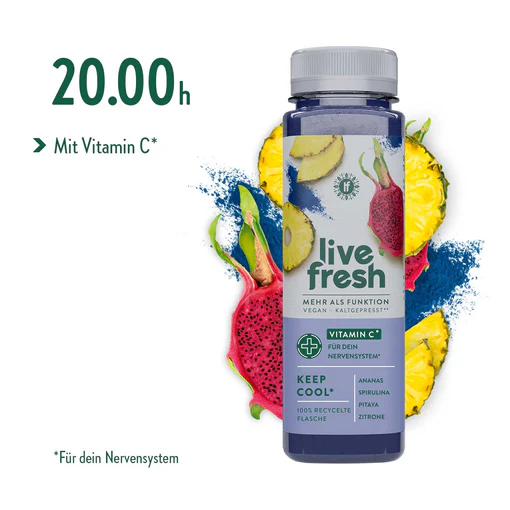 20.00h
Mit Vitamin C*
lf
live
fresh
MEHR ALS FUNKTION
VEGAN - KALTGEPRESST**
VITAMIN C*
FÜR DEIN
NERVENSYSTEM*
KEEP
COOL*
100% RECYCELTE
FLASCHE
ANANAS
SPIRULINA
PITAYA
ZITRONE
*Für dein Nervensystem